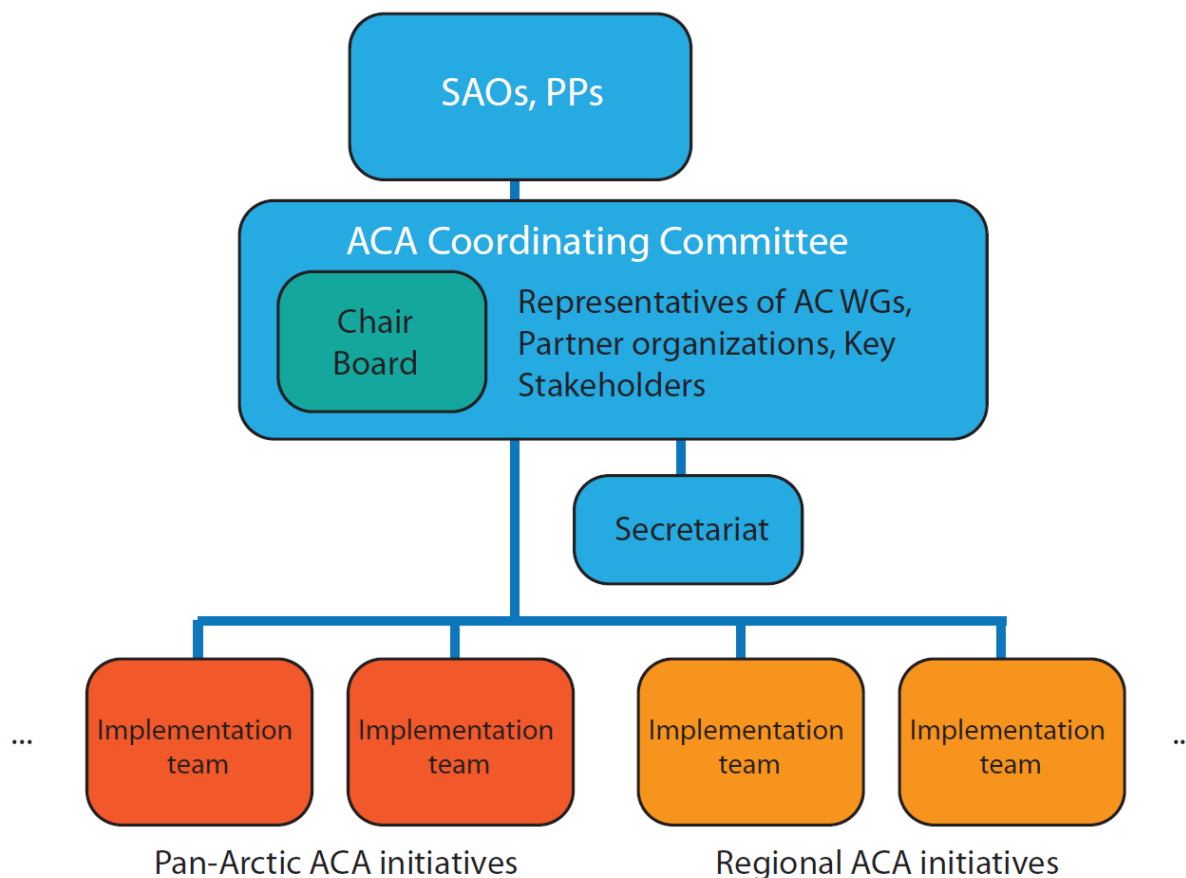 SAOs, PPs
ACA Coordinating Committee
Chair
Board
Representatives of AC WGs,
Partner organizations, Key
Stakeholders
Secretariat
...
Implementation
team
Implementation
team
Implementation
team
Implementation
team
..
Pan-Arctic ACA initiatives
Regional ACA initiatives